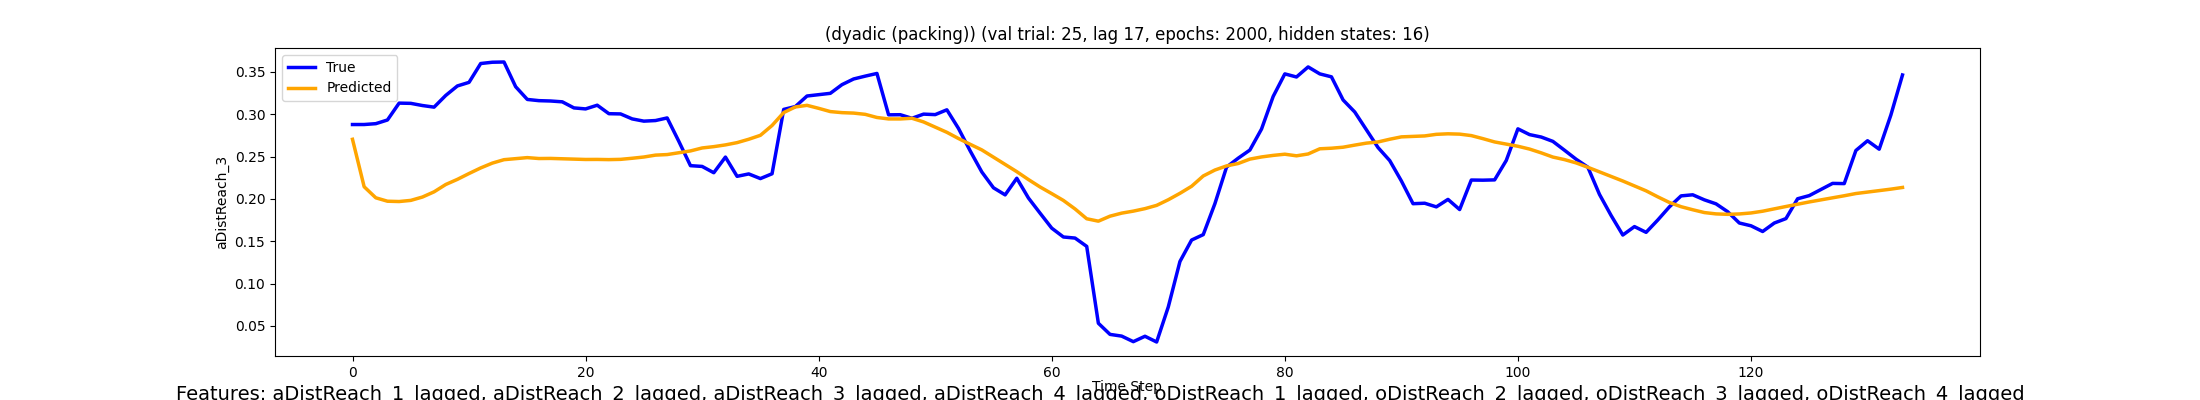 (dyadic (packing)) (val trial: 25, lag 17, epochs: 2000, hidden states: 16)
True
Predicted
aDistReach_3
0.35
0.30
0.25
0.20
0.15
0.10
0.05
0 20 40 60 80 100 120
Time Step
Features: aDistReach_1_lagged, aDistReach_2_lagged, aDistReach_3_lagged, aDistReach_4_lagged, oDistReach_1_lagged, oDistReach_2_lagged, oDistReach_3_lagged, oDistReach_4_lagged